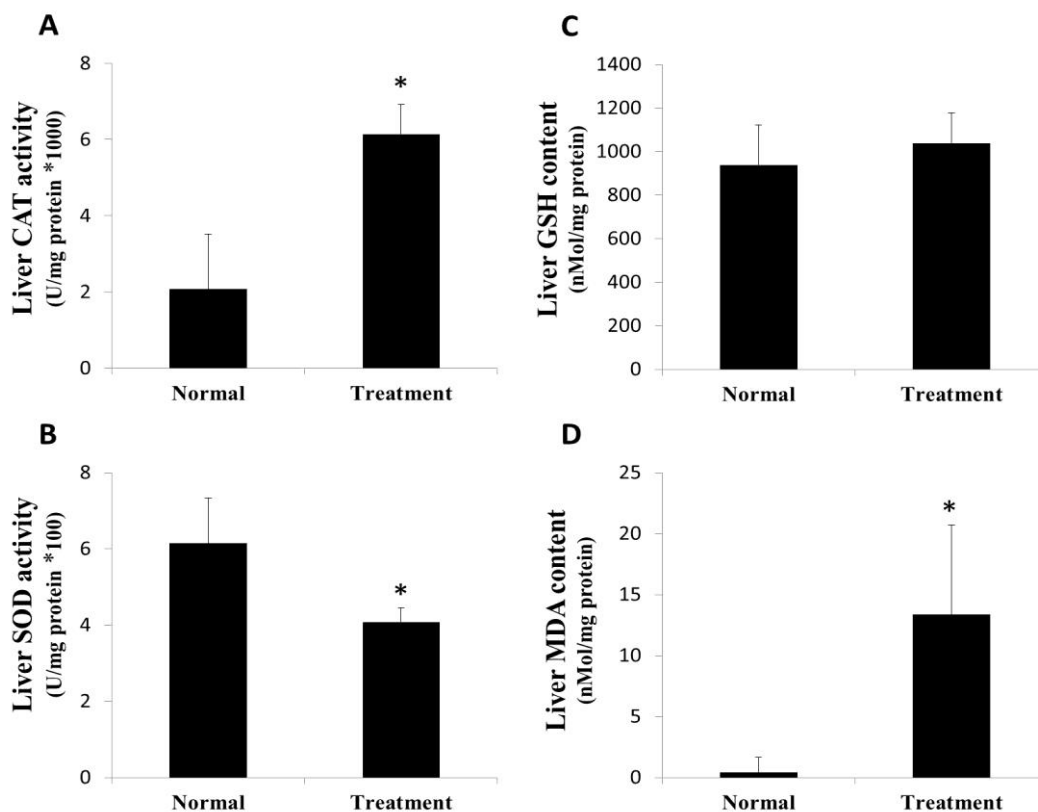 A
Liver CAT activity
(U/mg protein *1000)
8
6
4
2
0
*
Normal Treatment
B
Liver SOD activity
(U/mg protein *100)
8
6
4
2
0
*
Normal Treatment
C
Liver GSH content
(nMol/mg protein)
1400
1200
1000
800
600
400
200
0
Normal Treatment
D
Liver MDA content
(nMol/mg protein)
25
20
15
10
5
0
*
Normal Treatment